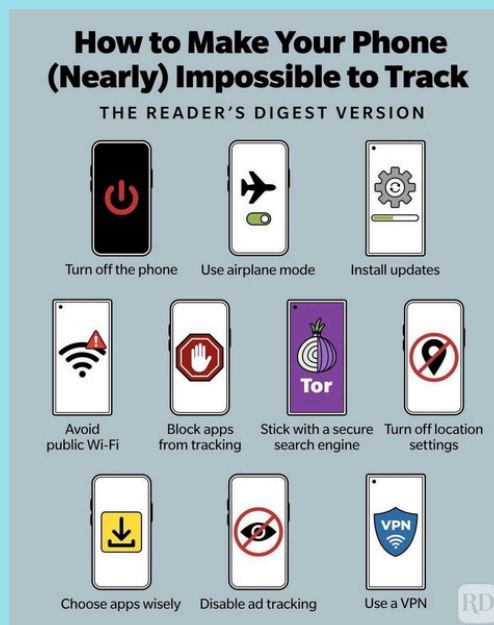 How to Make Your Phone
(Nearly) Impossible to Track
THE READER'S DIGEST VERSION
Turn off the phone
Use airplane mode
Install updates
Avoid
public Wi-Fi
Block apps
from tracking
Tor
Stick with a secure
search engine
Turn off location
settings
Choose apps wisely
Disable ad tracking
VPN
Use a VPN
RD